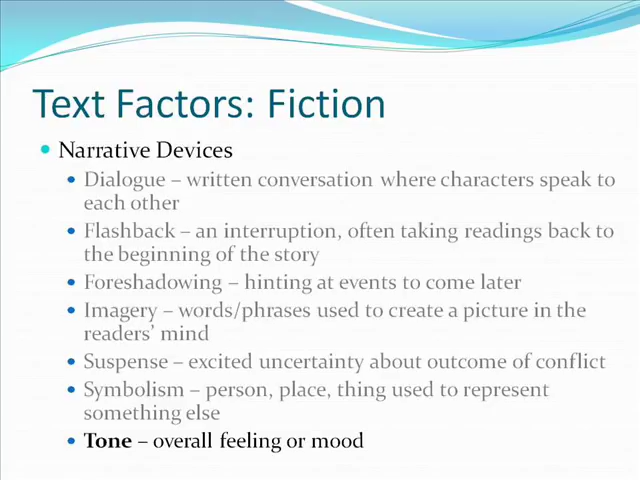 Text Factors: Fiction
Narrative Devices
Dialogue – written conversation where characters speak to
each other
Flashback – an interruption, often taking readings back to
the beginning of the story
Foreshadowing – hinting at events to come later
Imagery – words/phrases used to create a picture in the
readers’ mind
Suspense – excited uncertainty about outcome of conflict
Symbolism – person, place, thing used to represent
something else
Tone – overall feeling or mood